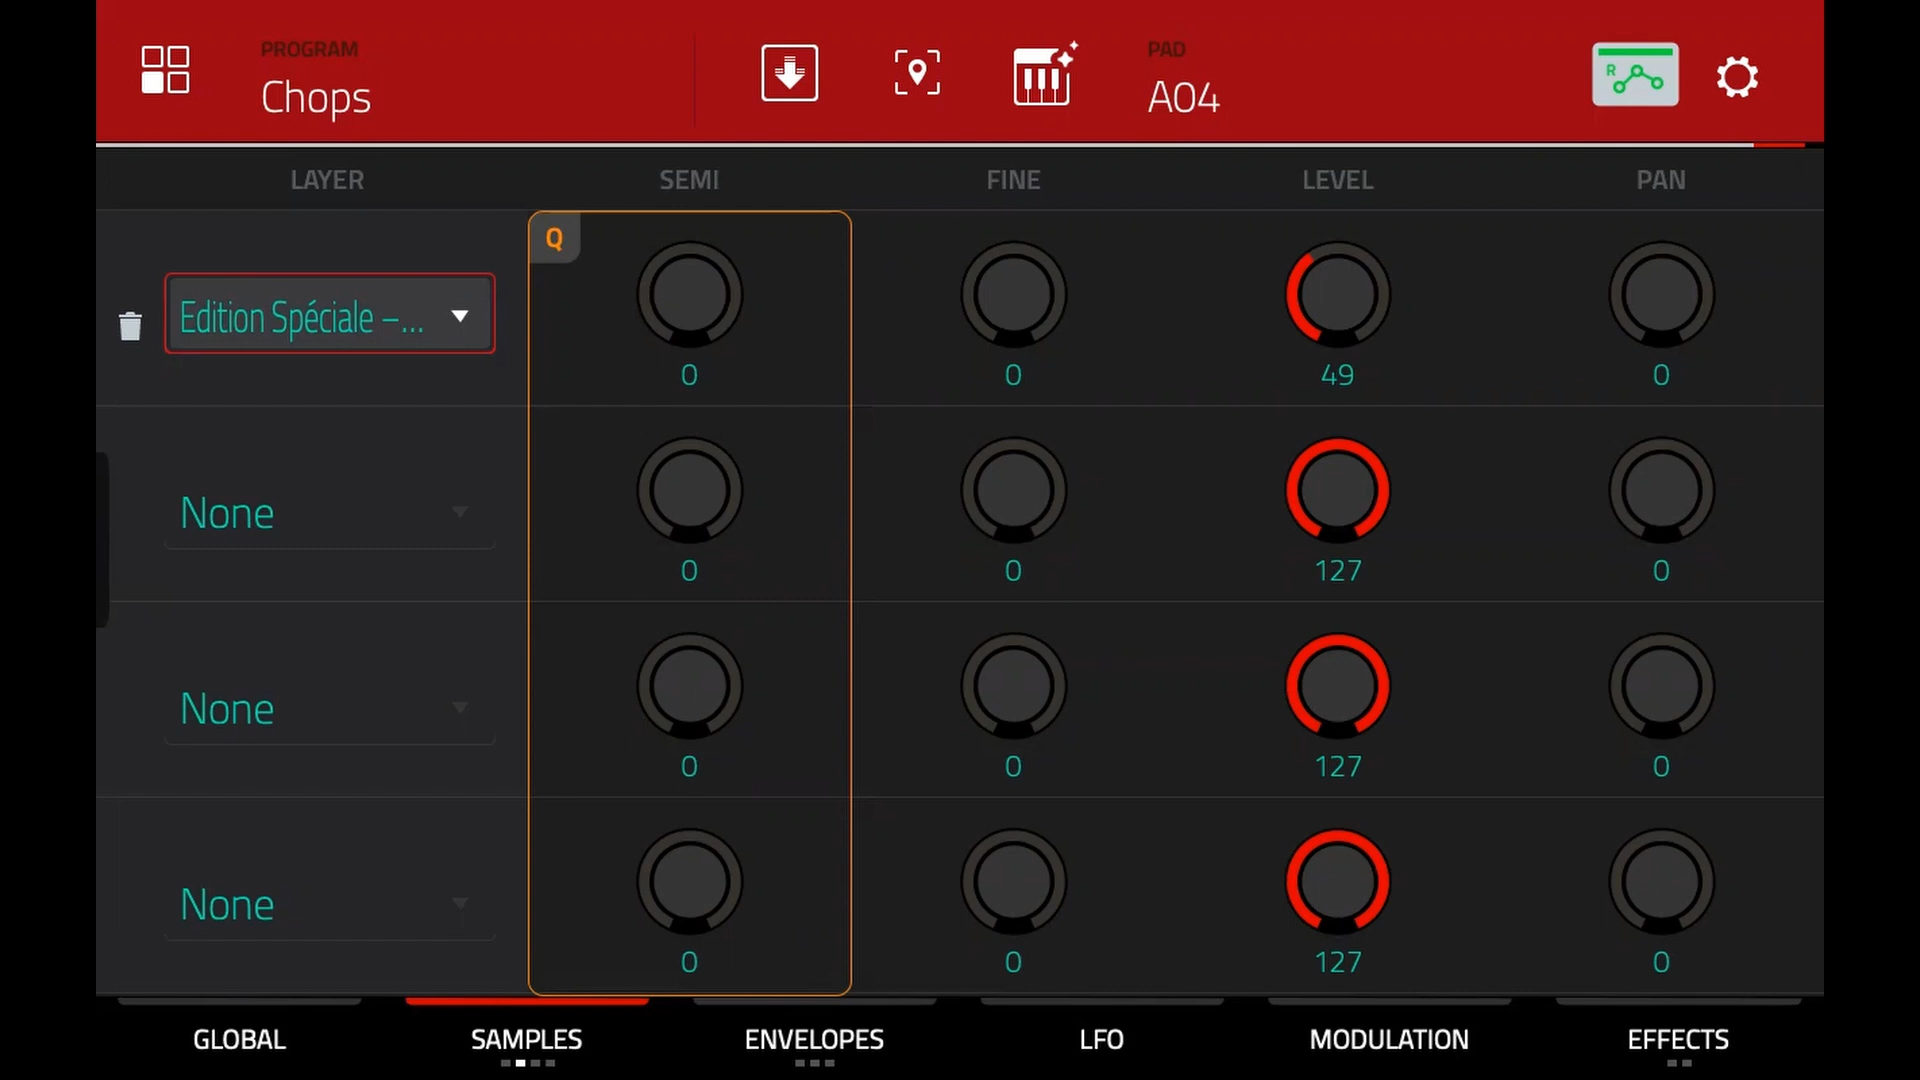 PROGRAM
Chops
PAD
A04
R
LAYER SEMI FINE LEVEL PAN
Q
Edition Spéciale –...
0 0 49 0
None
0 0 127 0
None
0 0 127 0
None
0 0 127 0
GLOBAL SAMPLES ENVELOPES LFO MODULATION EFFECTS